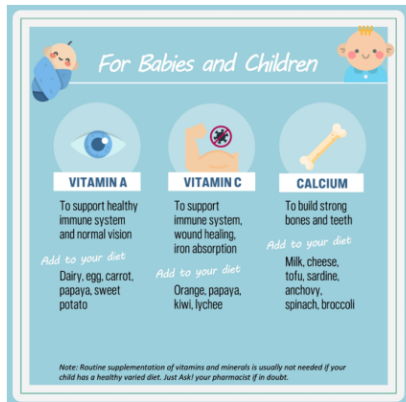 For Babies and Children
VITAMIN A
To support healthy
immune system
and normal vision
Add to your diet
Dairy, egg, carrot,
papaya, sweet
potato
VITAMIN C
To support
immune system,
wound healing,
iron absorption
Add to your diet
Orange, papaya,
kiwi, lychee
CALCIUM
To build strong
bones and teeth
Add to your diet
Milk, cheese,
tofu, sardine,
anchovy,
spinach, broccoli
Note: Routine supplementation of vitamins and minerals is usually not needed if your
child has a healthy varied diet. Just Ask! your pharmacist if in doubt.